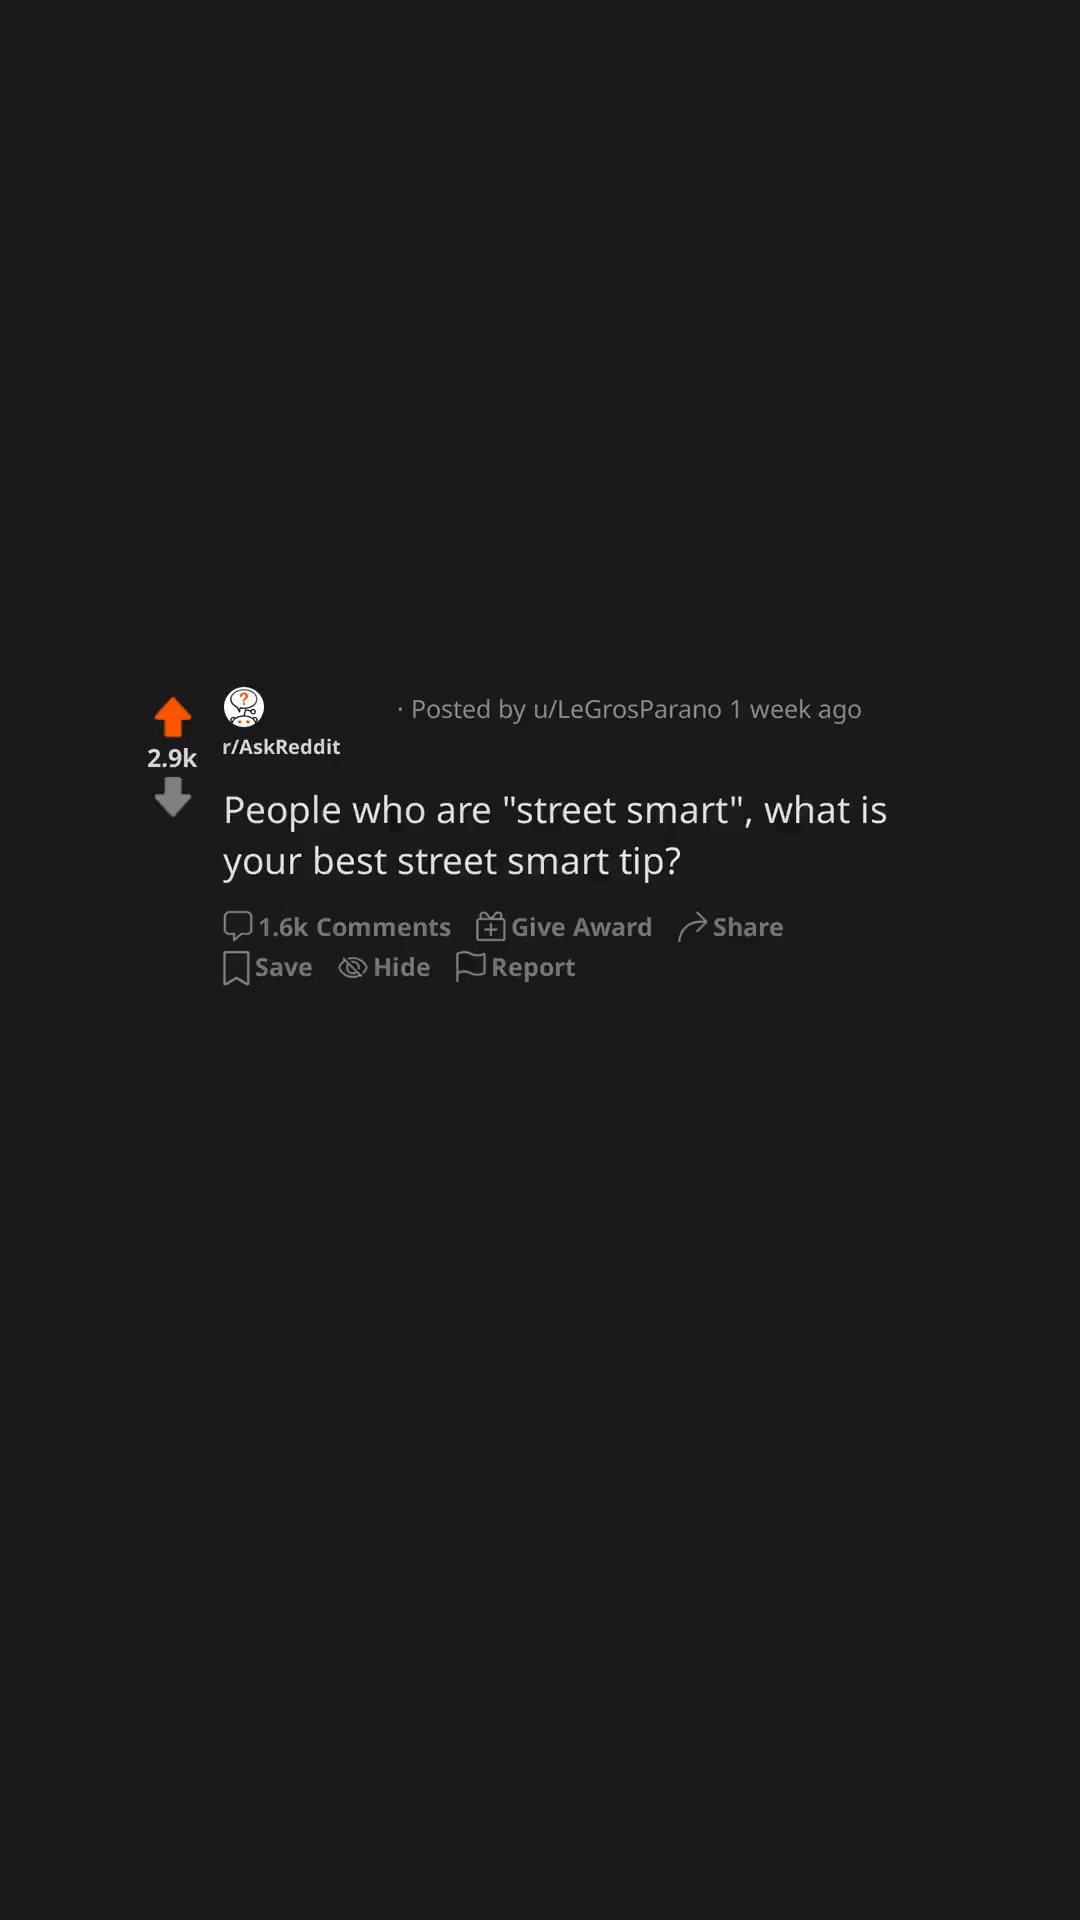 · Posted by u/LeGrosParano 1 week ago
r/AskReddit
2.9k
People who are "street smart", what is
your best street smart tip?
1.6k Comments Give Award Share
Save Hide Report